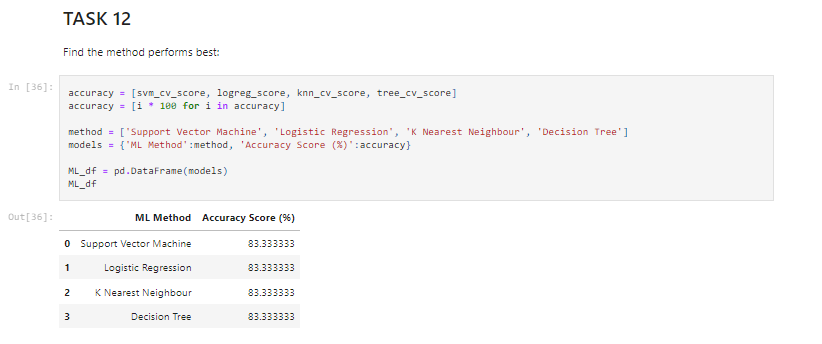 TASK 12
Find the method performs best:
In [36]:
accuracy = [svm_cv_score, logreg_score, knn_cv_score, tree_cv_score]
accuracy = [i * 100 for i in accuracy]
method = ['Support Vector Machine', 'Logistic Regression', 'K Nearest Neighbour', 'Decision Tree']
models = {'ML Method':method, 'Accuracy Score (%)':accuracy}
ML_df = pd.DataFrame(models)
ML_df
Out[36]:
ML Method Accuracy Score (%)
0 Support Vector Machine 83.333333
1 Logistic Regression 83.333333
2 K Nearest Neighbour 83.333333
3 Decision Tree 83.333333